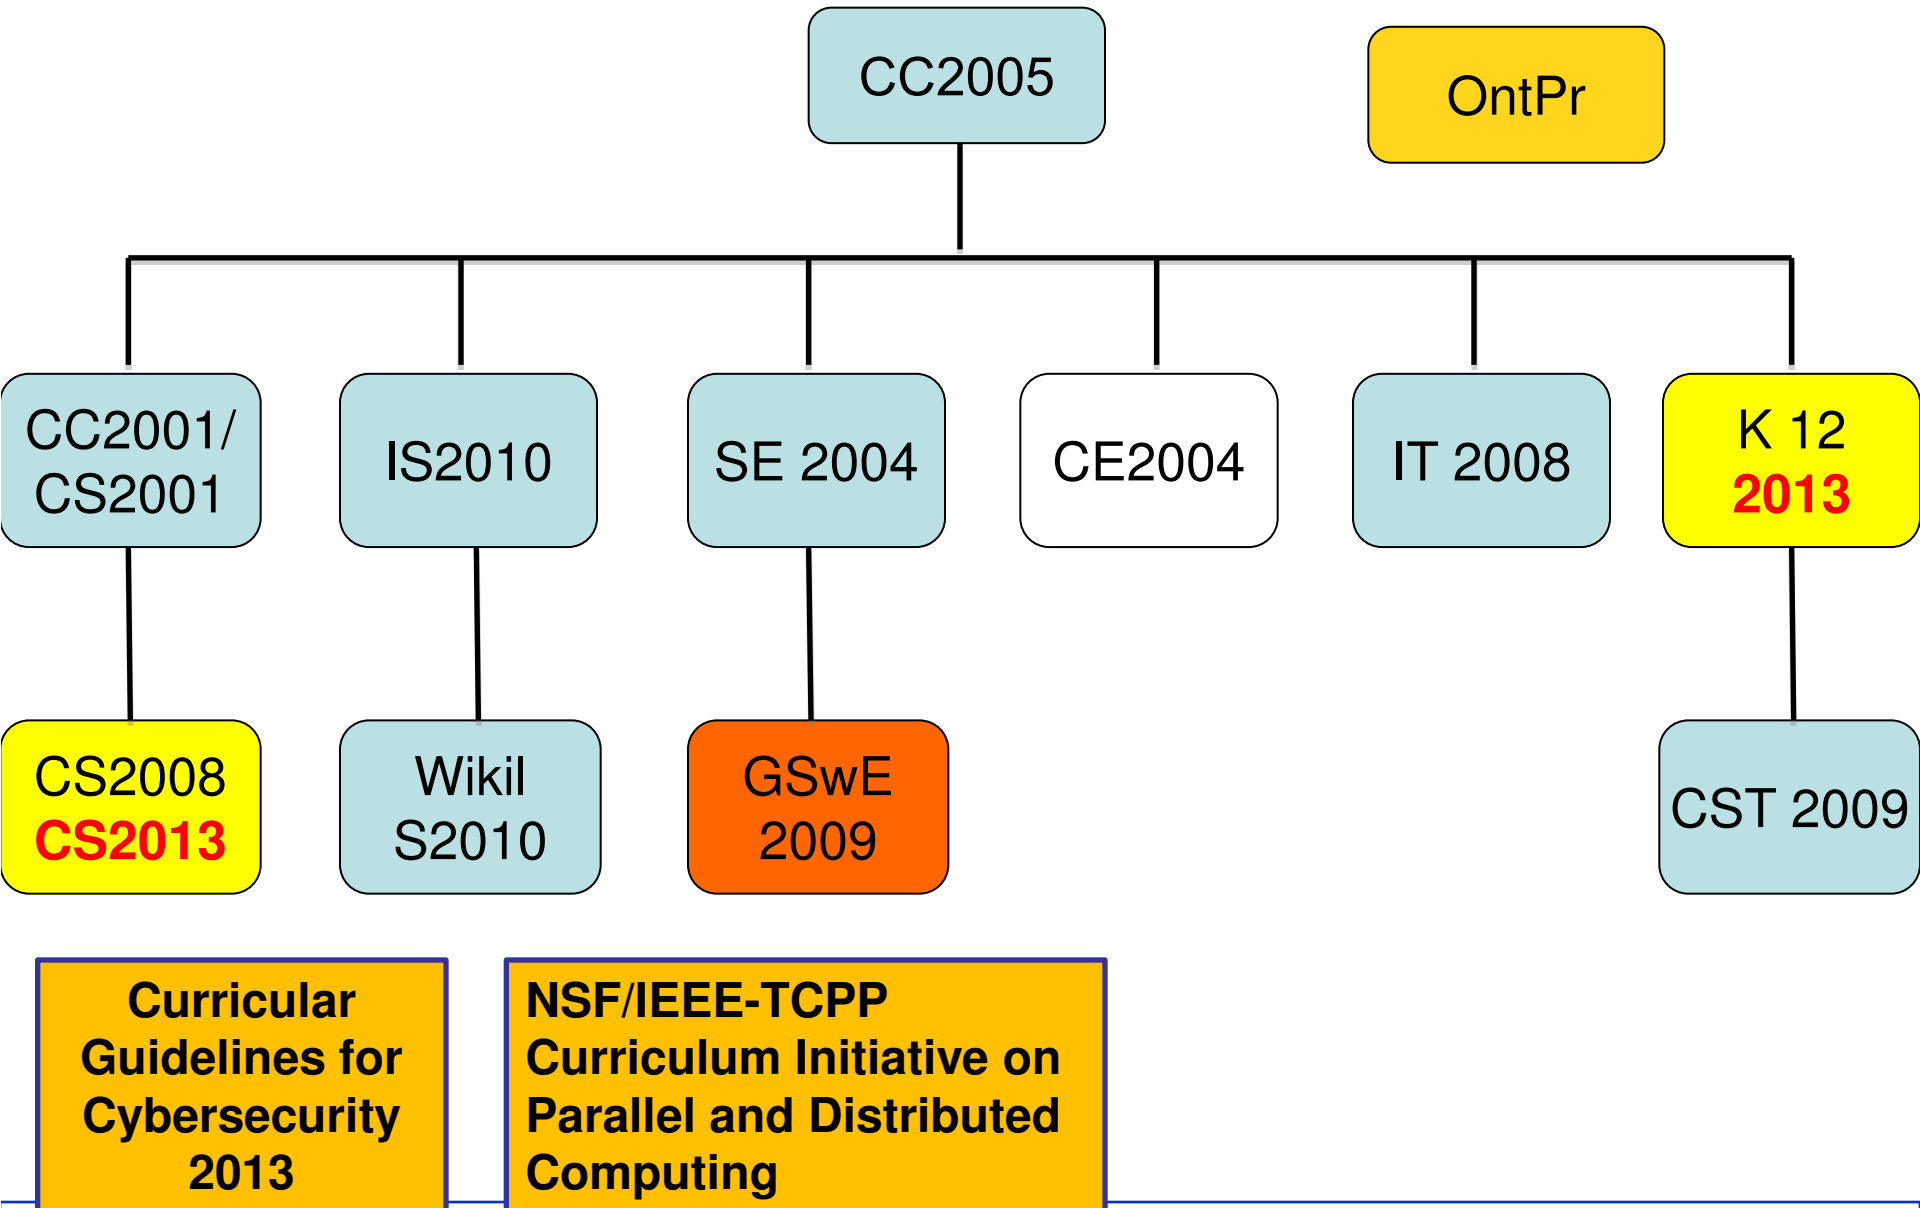 CC2005
OntPr
CC2001/
CS2001
IS2010
SE 2004
CE2004
IT 2008
K 12
2013
CS2008
CS2013
WikiI
S2010
GSwE
2009
CST 2009
Curricular
Guidelines for
Cybersecurity
2013
NSF/IEEE-TCPP
Curriculum Initiative on
Parallel and Distributed
Computing